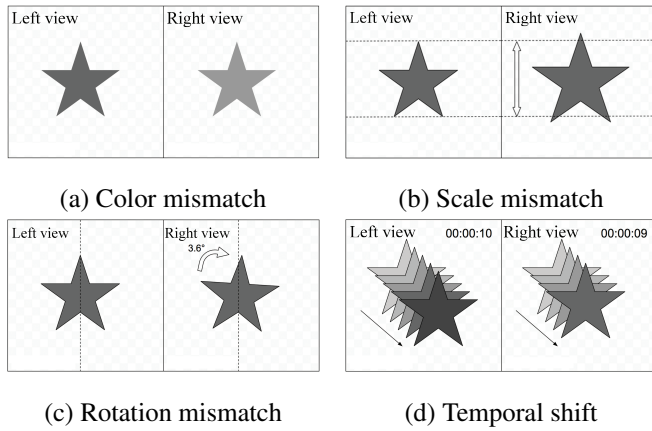 Left view Right view
Left view Right view
(a) Color mismatch (b) Scale mismatch
Left view Right view
3.6°
Left view 00:00:10 Right view 00:00:09
(c) Rotation mismatch (d) Temporal shift